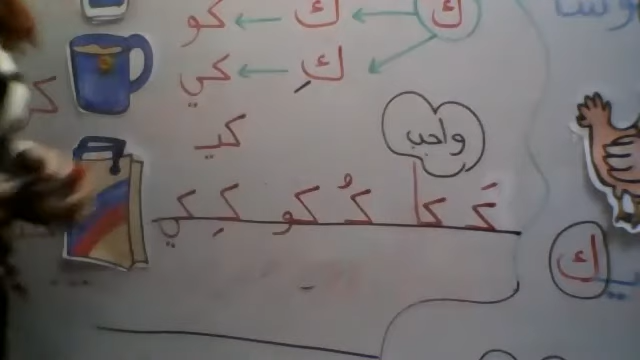 ك ك كو
كِ كي
كيـ
واجب
كَ كا كُ كو كِ كي
ك